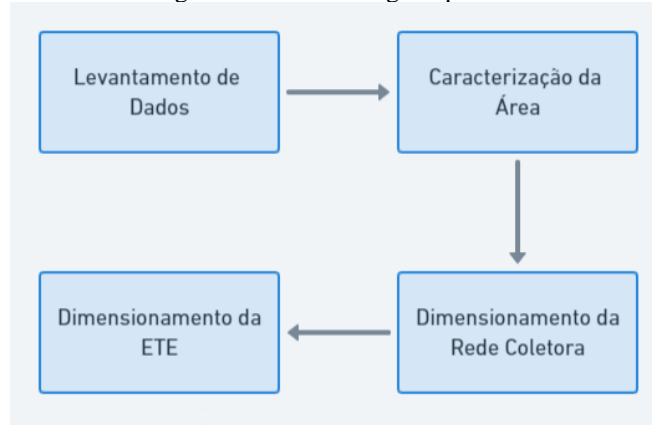 Levantamento de
Dados
Caracterização da
Área
Dimensionamento da
Rede Coletora
Dimensionamento da
ETE